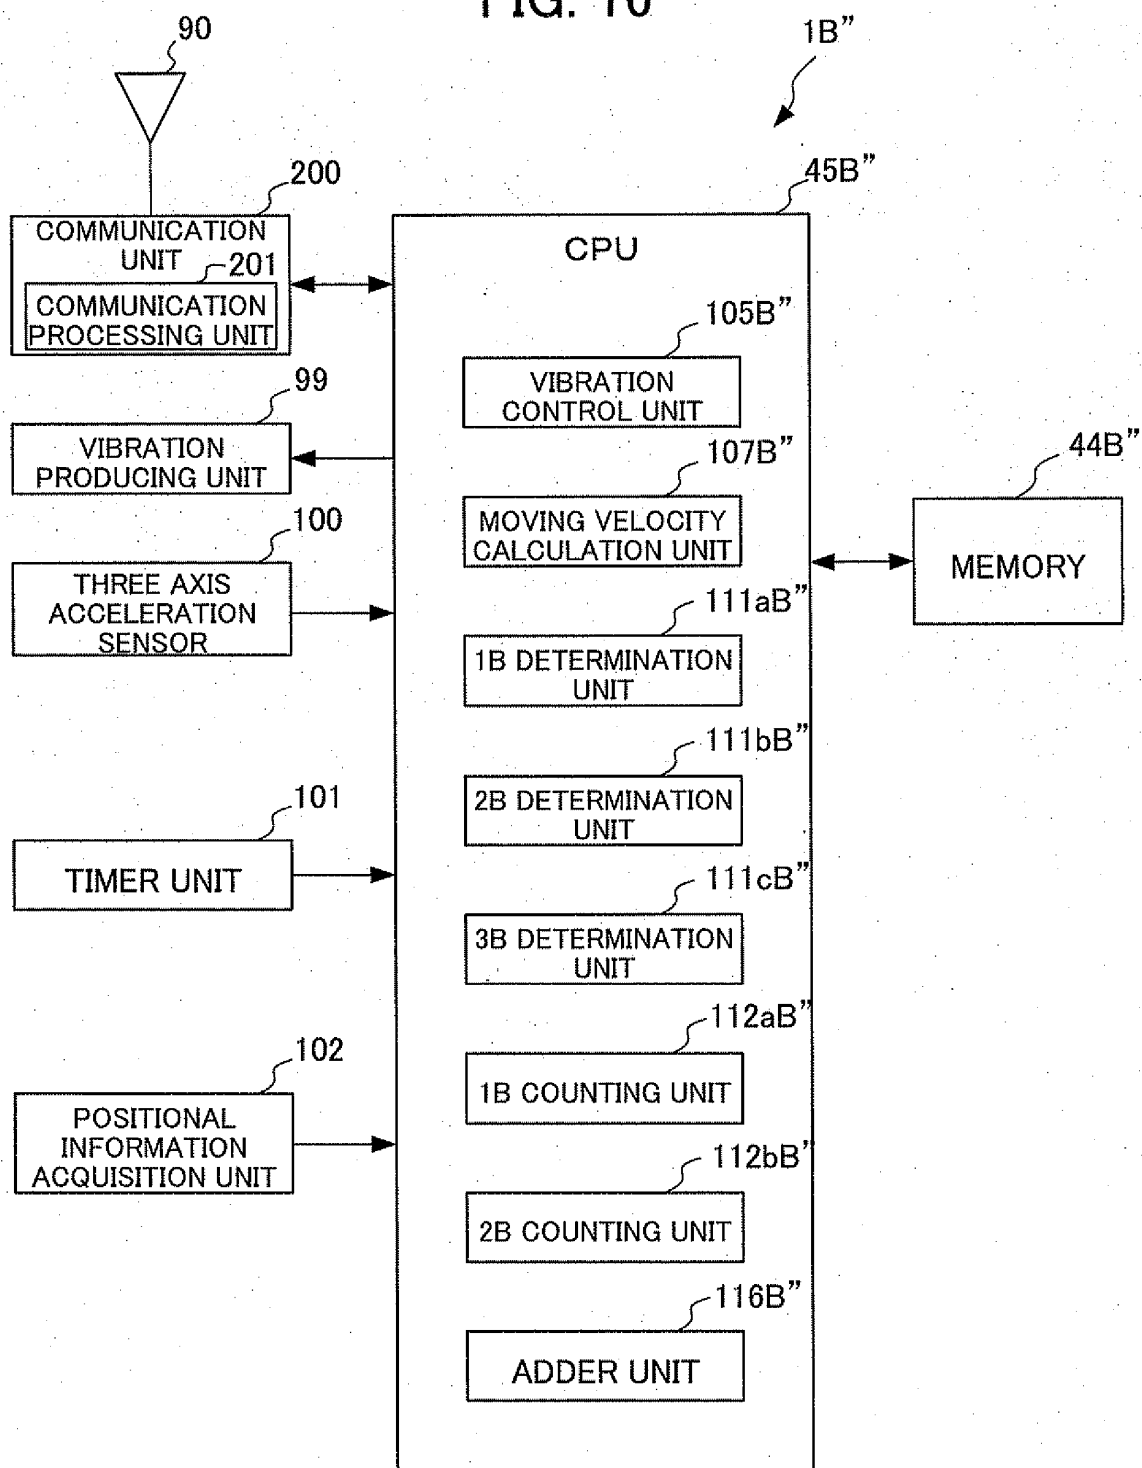 FIG. 10
90
1B”
200
45B”
COMMUNICATION
UNIT
201
COMMUNICATION
PROCESSING UNIT
CPU
105B”
VIBRATION
CONTROL UNIT
99
VIBRATION
PRODUCING UNIT
107B”
MOVING VELOCITY
CALCULATION UNIT
44B”
MEMORY
100
THREE AXIS
ACCELERATION
SENSOR
111aB”
1B DETERMINATION
UNIT
111bB”
2B DETERMINATION
UNIT
101
TIMER UNIT
111cB”
3B DETERMINATION
UNIT
102
POSITIONAL
INFORMATION
ACQUISITION UNIT
112aB”
1B COUNTING UNIT
112bB”
2B COUNTING UNIT
116B”
ADDER UNIT